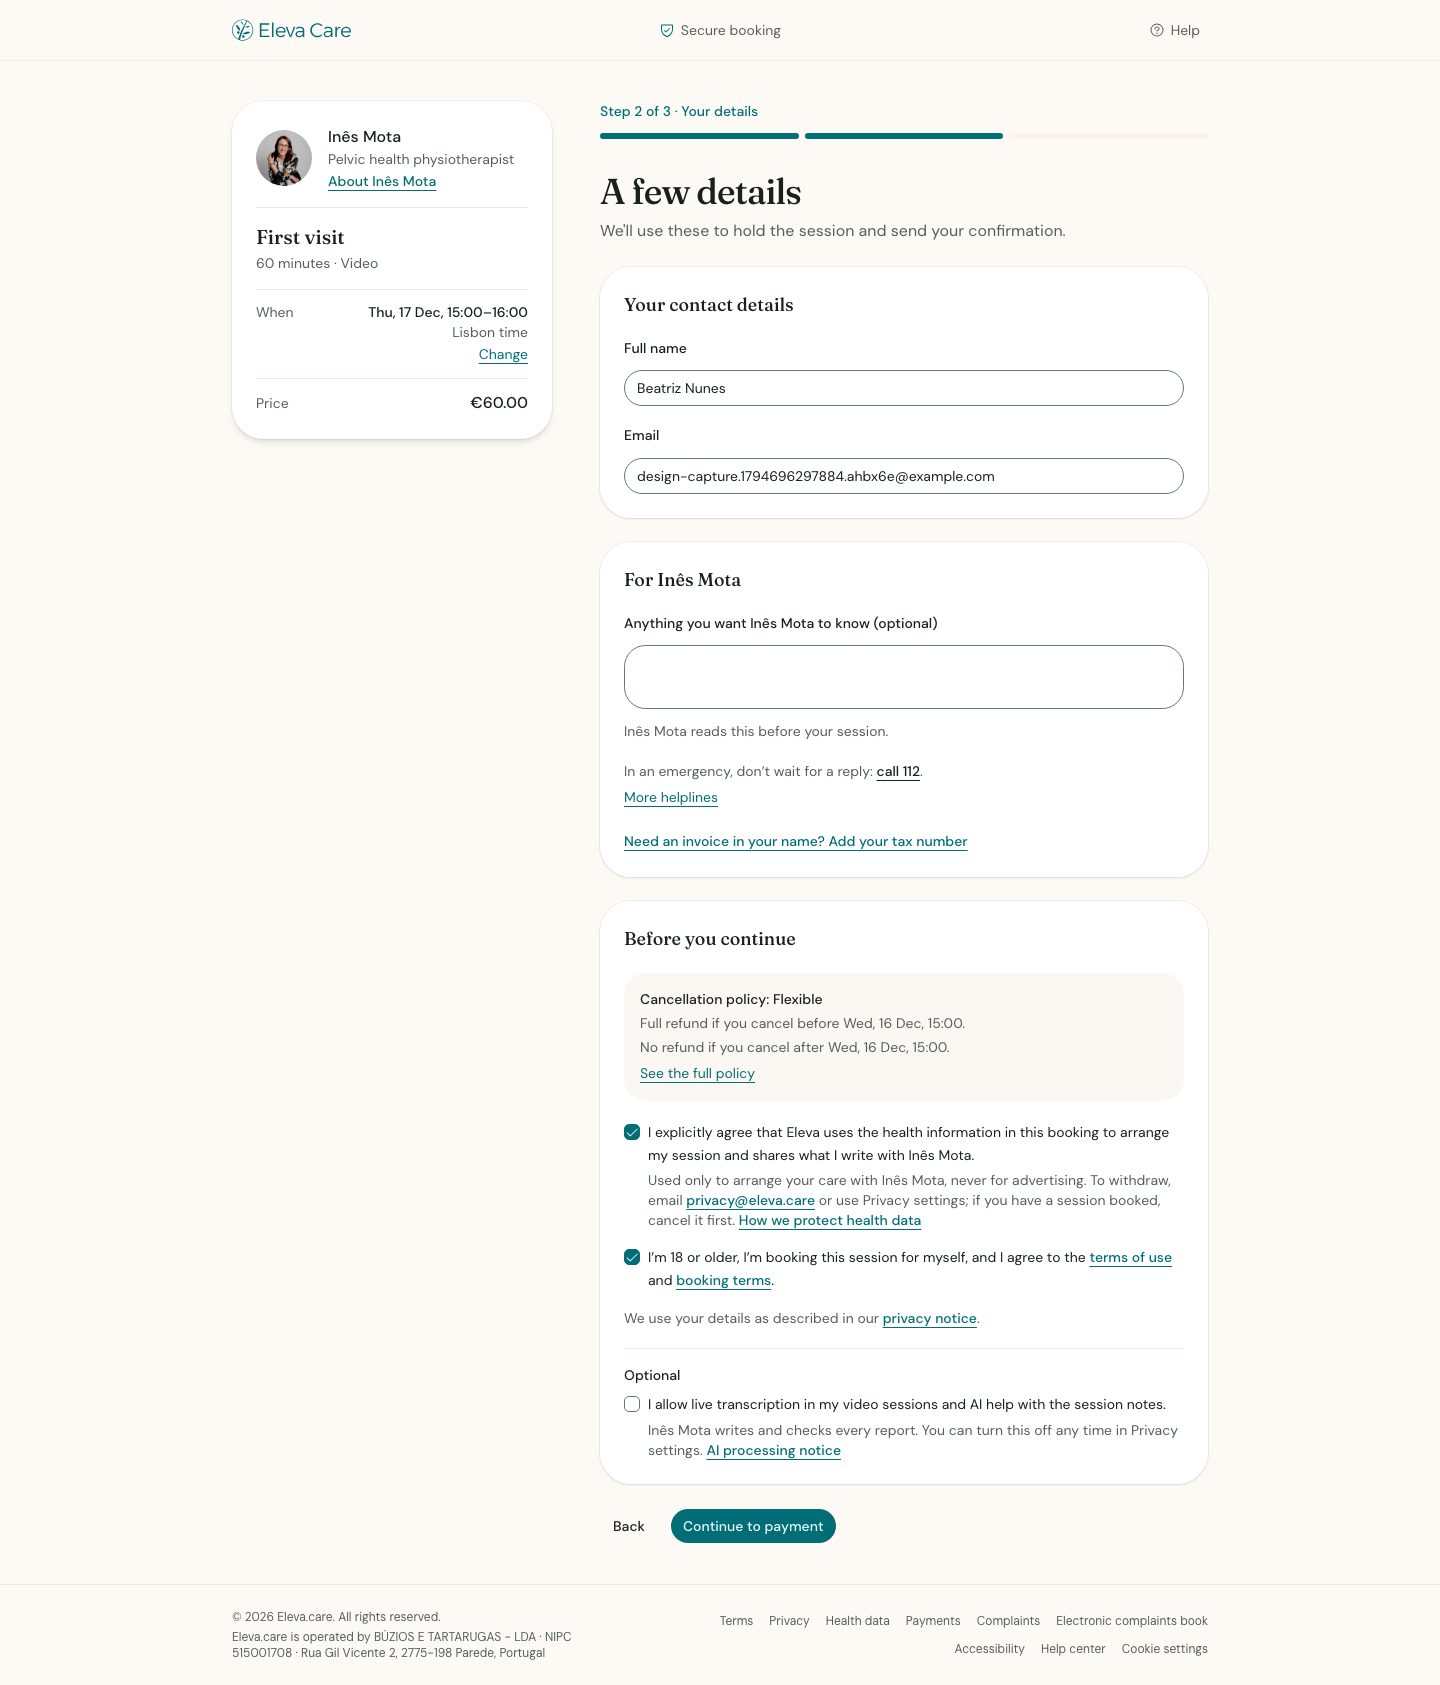 Eleva Care
Secure booking
Help
Inês Mota
Pelvic health physiotherapist
About Inês Mota
First visit
60 minutes · Video
When
Thu, 17 Dec, 15:00–16:00
Lisbon time
Change
Price
€60.00
Step 2 of 3 · Your details
A few details
We'll use these to hold the session and send your confirmation.
Your contact details
Full name
Beatriz Nunes
Email
design-capture.1794696297884.ahbx6e@example.com
For Inês Mota
Anything you want Inês Mota to know (optional)
Inês Mota reads this before your session.
In an emergency, don’t wait for a reply: call 112.
More helplines
Need an invoice in your name? Add your tax number
Before you continue
Cancellation policy: Flexible
Full refund if you cancel before Wed, 16 Dec, 15:00.
No refund if you cancel after Wed, 16 Dec, 15:00.
See the full policy
I explicitly agree that Eleva uses the health information in this booking to arrange
my session and shares what I write with Inês Mota.
Used only to arrange your care with Inês Mota, never for advertising. To withdraw,
email privacy@eleva.care or use Privacy settings; if you have a session booked,
cancel it first. How we protect health data
I’m 18 or older, I’m booking this session for myself, and I agree to the terms of use
and booking terms.
We use your details as described in our privacy notice.
Optional
I allow live transcription in my video sessions and AI help with the session notes.
Inês Mota writes and checks every report. You can turn this off any time in Privacy
settings. AI processing notice
Back
Continue to payment
© 2026 Eleva.care. All rights reserved.
Eleva.care is operated by BÚZIOS E TARTARUGAS - LDA · NIPC
515001708 · Rua Gil Vicente 2, 2775-198 Parede, Portugal
Terms Privacy Health data Payments Complaints Electronic complaints book
Accessibility Help center Cookie settings